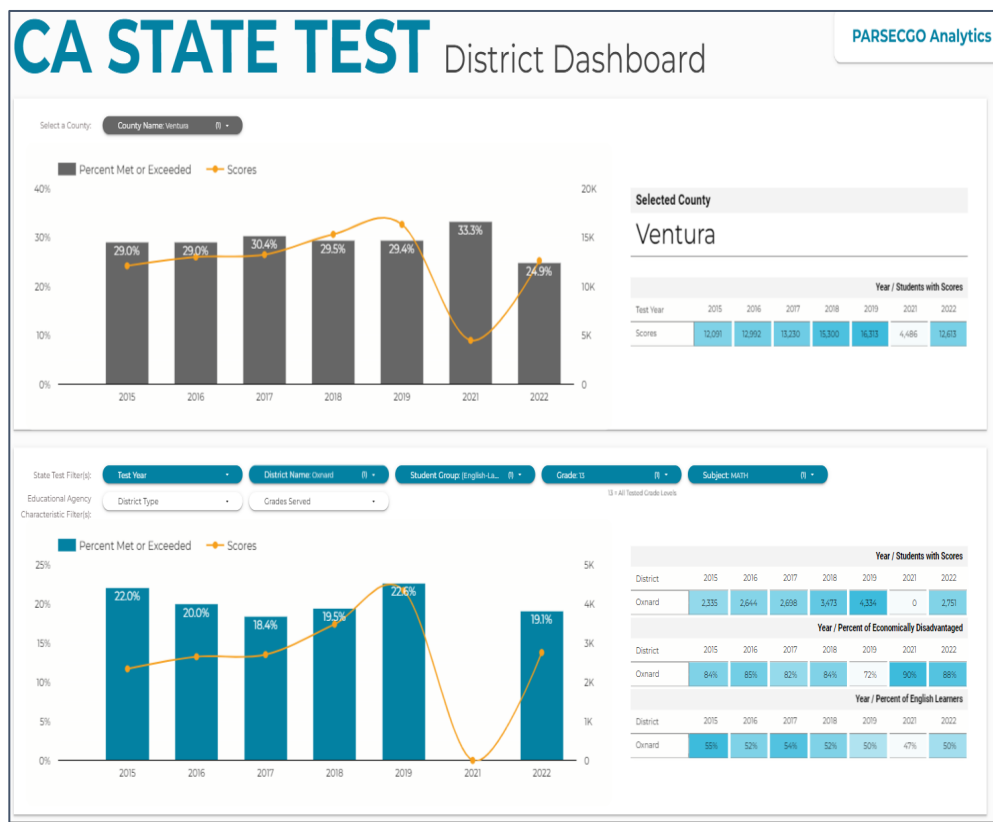 CA STATE TEST District Dashboard
PARSECGO Analytics
Select a County:
County Name: Ventura (1)
Percent Met or Exceeded Scores
40% 20K
30% 15K
20% 10K
10% 5K
0% 0
29.0% 29.0% 30.4% 29.5% 29.4% 33.3% 24.9%
2015 2016 2017 2018 2019 2021 2022
Selected County
Ventura
Year / Students with Scores
Test Year 2015 2016 2017 2018 2019 2021 2022
Scores 12,091 12,992 13,230 15,300 16,313 4,486 12,613
State Test Filter(s):
Test Year
District Name: Oxnard (1)
Student Group: [English-La... (1)
Grade: 13 (1)
Subject: MATH (1)
13 = All Tested Grade Levels
Educational Agency
Characteristic Filter(s):
District Type
Grades Served
Percent Met or Exceeded Scores
25% 5K
20% 4K
15% 3K
10% 2K
5% 1K
0% 0
22.0% 20.0% 18.4% 19.5% 22.6% 19.1%
2015 2016 2017 2018 2019 2021 2022
Year / Students with Scores
District 2015 2016 2017 2018 2019 2021 2022
Oxnard 2,335 2,644 2,698 3,473 4,334 0 2,751
Year / Percent of Economically Disadvantaged
District 2015 2016 2017 2018 2019 2021 2022
Oxnard 84% 85% 82% 84% 72% 90% 88%
Year / Percent of English Learners
District 2015 2016 2017 2018 2019 2021 2022
Oxnard 55% 52% 54% 52% 50% 47% 50%